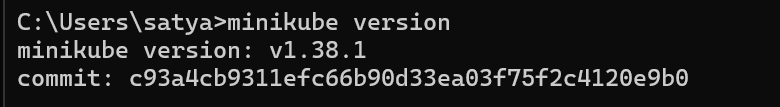 C:\Users\satya>minikube version
minikube version: v1.38.1
commit: c93a4cb9311efc66b90d33ea03f75f2c4120e9b0